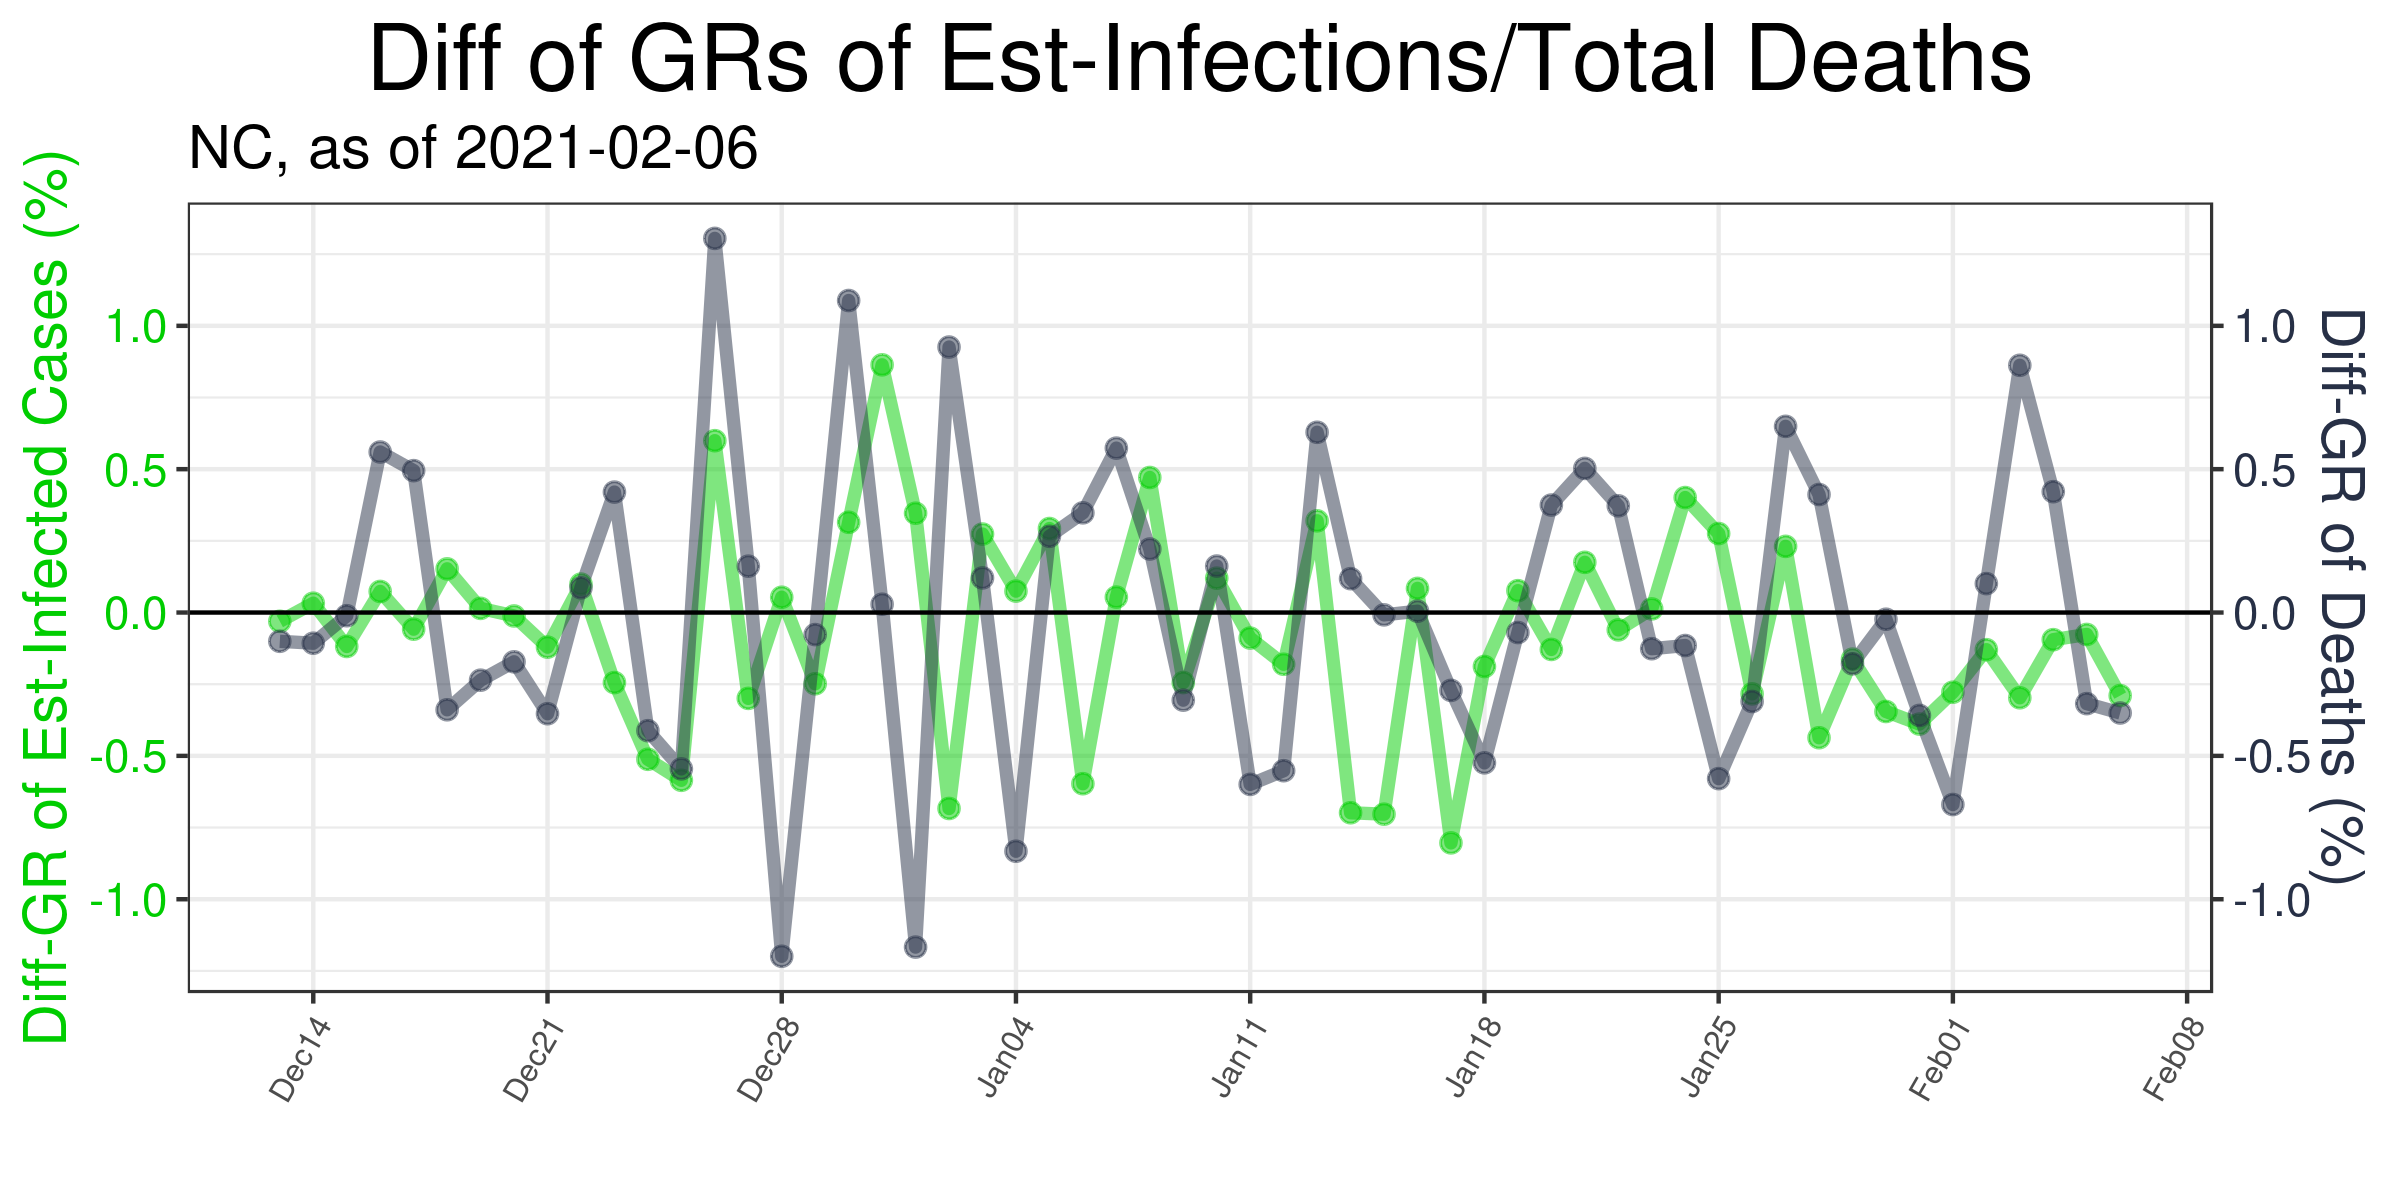 Diff of GRs of Est-Infections/Total Deaths
NC, as of 2021-02-06
Diff-GR of Est-Infected Cases (%)
1.0
0.5
0.0
-0.5
-1.0
1.0
0.5
0.0
-0.5
-1.0
Diff-GR of Deaths (%)
Dec14
Dec21
Dec28
Jan04
Jan11
Jan18
Jan25
Feb01
Feb08